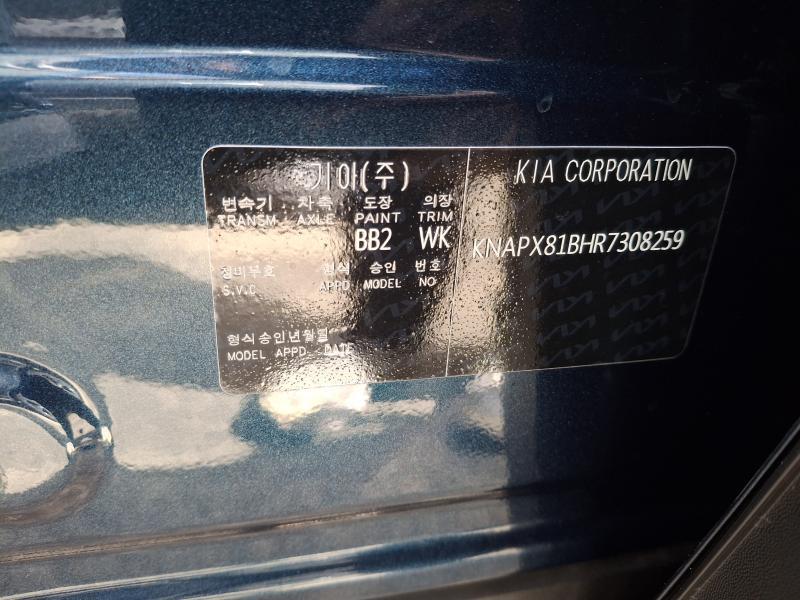 기아(주)
KIA CORPORATION
변속기 차축 도장 의장
TRANSM AXLE PAINT TRIM
BB2 WK
KNAPX81BHR7308259
정비부호 형식 승인 번호
S.V.C APPD MODEL NO
형식승인년월일
MODEL APPD DATE